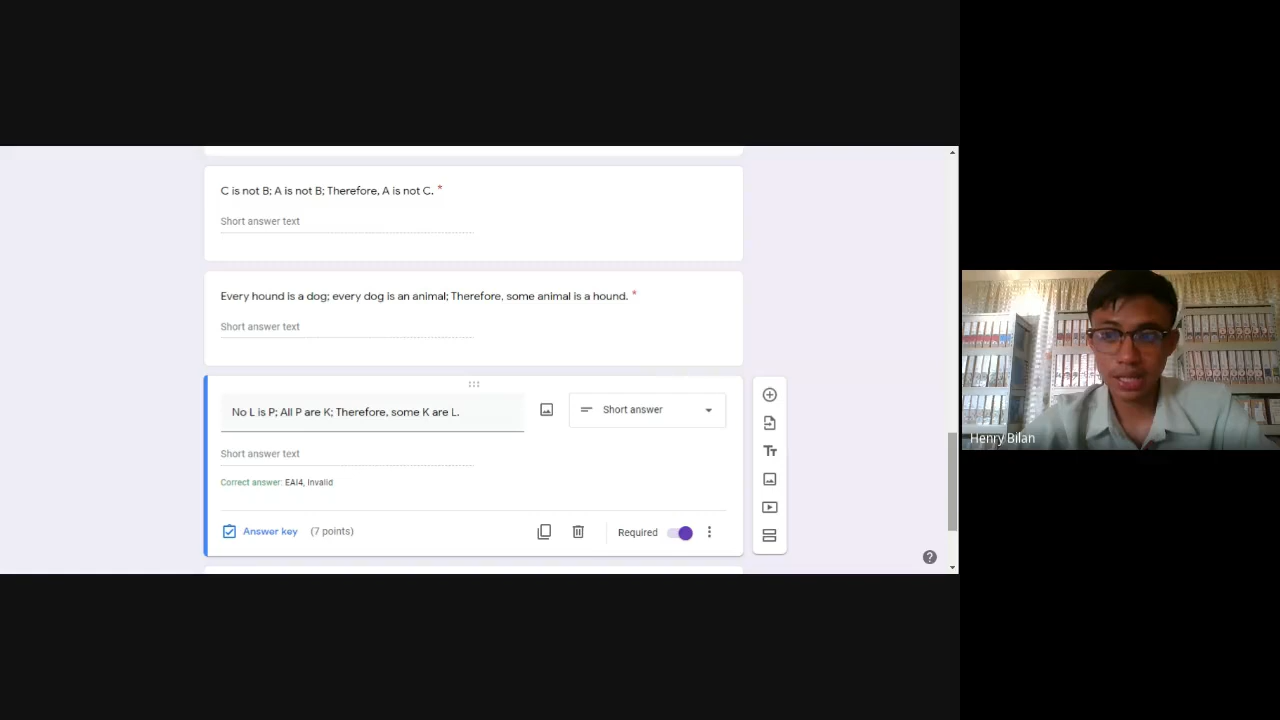 C is not B; A is not B; Therefore, A is not C. *
Short answer text
Every hound is a dog; every dog is an animal; Therefore, some animal is a hound. *
Short answer text
No L is P; All P are K; Therefore, some K are L.
Short answer
Short answer text
Correct answer: EAI4, Invalid
Answer key (7 points)
Required
Henry Bilan